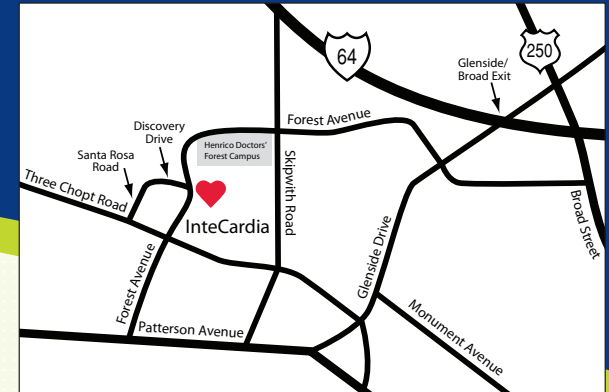 64
250
Glenside/
Broad Exit
Forest Avenue
Discovery
Drive
Henrico Doctors'
Forest Campus
Santa Rosa
Road
Three Chopt Road
Skipwith Road
InteCardia
Broad Street
Glenside Drive
Forest Avenue
Patterson Avenue
Monument Avenue